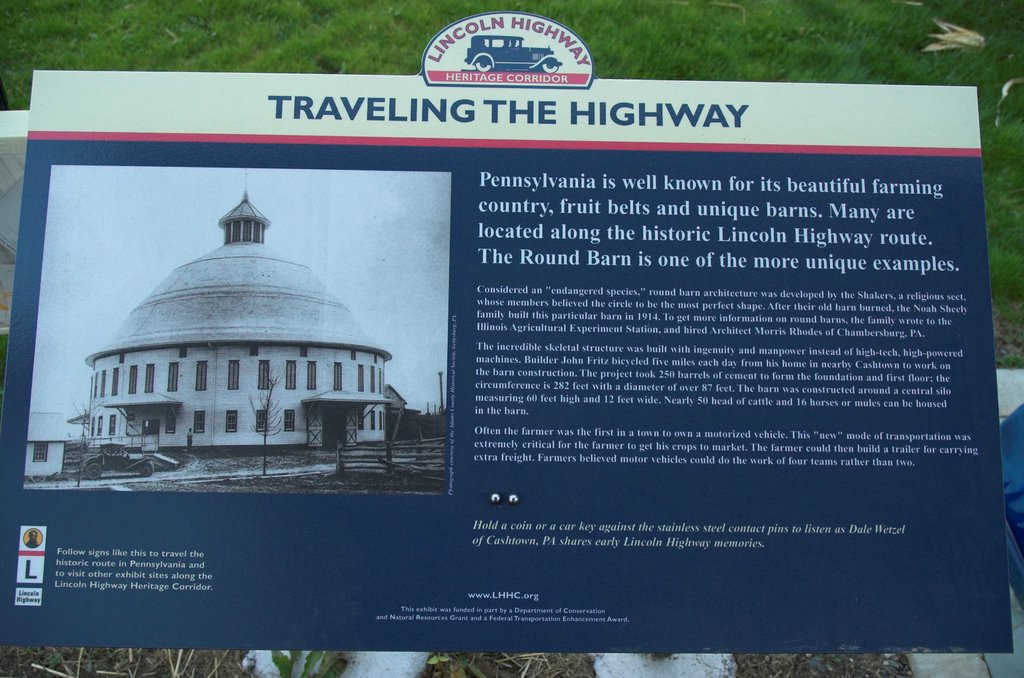 LINCOLN HIGHWAY
HERITAGE CORRIDOR
TRAVELING THE HIGHWAY
Pennsylvania is well known for its beautiful farming
country, fruit belts and unique barns. Many are
located along the historic Lincoln Highway route.
The Round Barn is one of the more unique examples.
Considered an "endangered species," round barn architecture was developed by the Shakers, a religious sect,
whose members believed the circle to be the most perfect shape. After their old barn burned, the Noah Sheely
family built this particular barn in 1914. To get more information on round barns, the family wrote to the
Illinois Agricultural Experiment Station, and hired Architect Morris Rhodes of Chambersburg, PA.
The incredible skeletal structure was built with ingenuity and manpower instead of high-tech, high-powered
machines. Builder John Fritz bicycled five miles each day from his home in nearby Cashtown to work on
the barn construction. The project took 250 barrels of cement to form the foundation and first floor; the
circumference is 282 feet with a diameter of over 87 feet. The barn was constructed around a central silo
measuring 60 feet high and 12 feet wide. Nearly 50 head of cattle and 16 horses or mules can be housed
in the barn.
Often the farmer was the first in a town to own a motorized vehicle. This "new" mode of transportation was
extremely critical for the farmer to get his crops to market. The farmer could then build a trailer for carrying
extra freight. Farmers believed motor vehicles could do the work of four teams rather than two.
Photograph courtesy of the Adams County Historical Society, Gettysburg, PA
Hold a coin or a car key against the stainless steel contact pins to listen as Dale Wetzel
of Cashtown, PA shares early Lincoln Highway memories.
L
Lincoln
Highway
Follow signs like this to travel the
historic route in Pennsylvania and
to visit other exhibit sites along the
Lincoln Highway Heritage Corridor.
www.LHHC.org
This exhibit was funded in part by a Department of Conservation
and Natural Resources Grant and a Federal Transportation Enhancement Award.